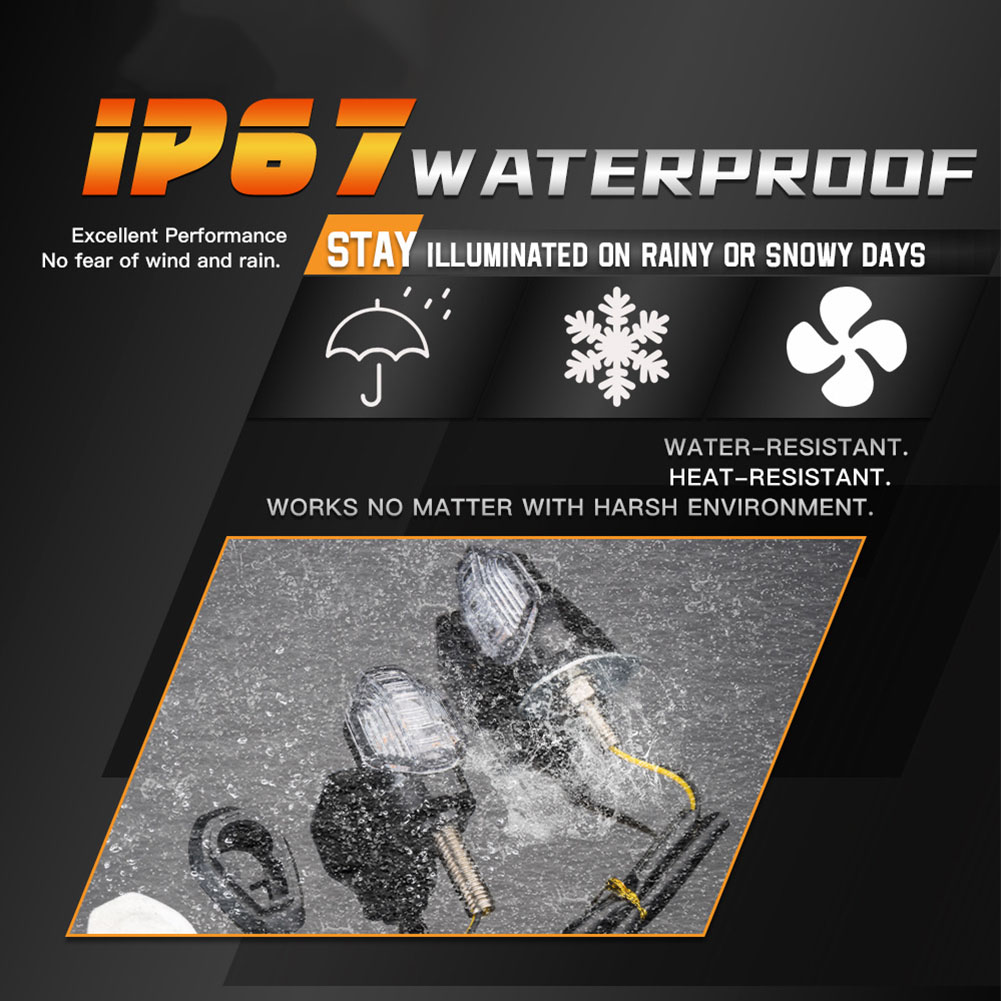 IP67 WATERPROOF
Excellent Performance
No fear of wind and rain.
STAY ILLUMINATED ON RAINY OR SNOWY DAYS
WATER-RESISTANT.
HEAT-RESISTANT.
WORKS NO MATTER WITH HARSH ENVIRONMENT.